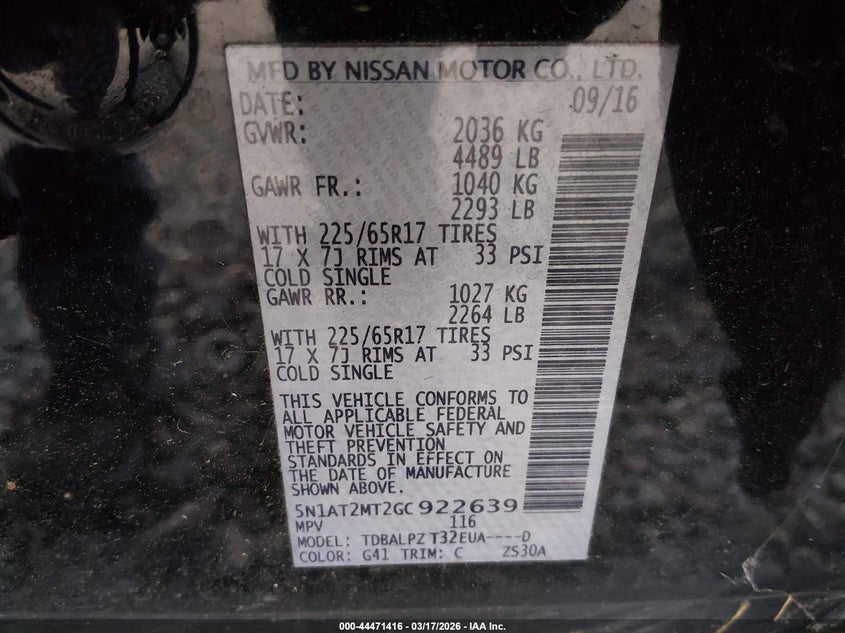 MFD BY NISSAN MOTOR CO., LTD.
DATE: 09/16
GVWR: 2036 KG
4489 LB
GAWR FR.: 1040 KG
2293 LB
WITH 225/65R17 TIRES
17 X 7J RIMS AT 33 PSI
COLD SINGLE
GAWR RR.: 1027 KG
2264 LB
WITH 225/65R17 TIRES
17 X 7J RIMS AT 33 PSI
COLD SINGLE
THIS VEHICLE CONFORMS TO
ALL APPLICABLE FEDERAL
MOTOR VEHICLE SAFETY AND
THEFT PREVENTION
STANDARDS IN EFFECT ON
THE DATE OF MANUFACTURE
SHOWN ABOVE.
5N1AT2MT2GC922639
MPV 116
MODEL: TDBALPZ T32EUA----D
COLOR: G41 TRIM: C ZS30A
000-44471416 - 03/17/2026 - IAA Inc.